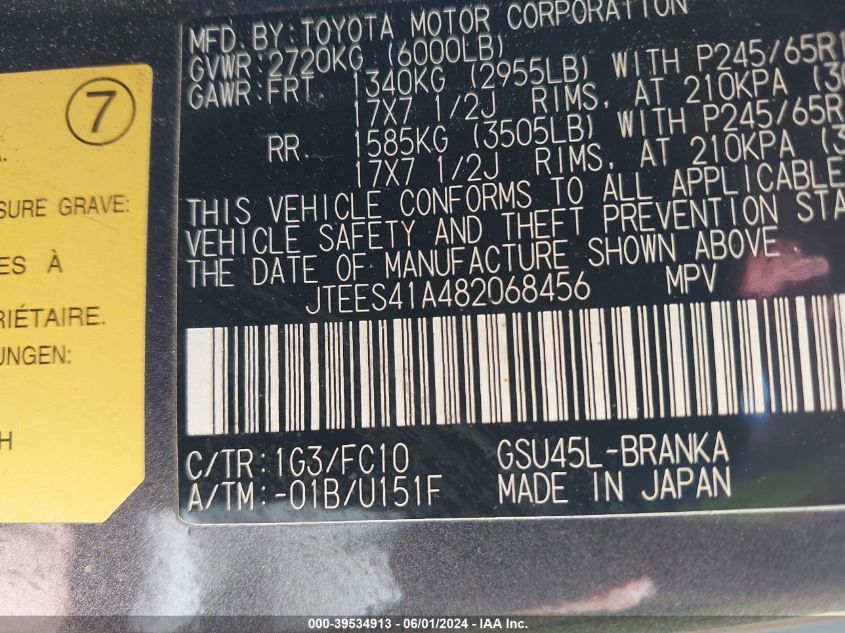 7
A.
SURE GRAVE:
ES À
RIÉTAIRE.
UNGEN:
H
MFD. BY: TOYOTA MOTOR CORPORATION
GVWR: 2720KG (6000LB)
GAWR: FRT 1340KG (2955LB) WITH P245/65R1
17X7 1/2J RIMS, AT 210KPA (30
RR 1585KG (3505LB) WITH P245/65R
17X7 1/2J RIMS, AT 210KPA (3
THIS VEHICLE CONFORMS TO ALL APPLICABLE
VEHICLE SAFETY AND THEFT PREVENTION STA
THE DATE OF MANUFACTURE SHOWN ABOVE.
JTEES41A482068456 MPV
C/TR: 1G3/FC10 GSU45L-BRANKA
A/TM: -01B/U151F MADE IN JAPAN
000-39534913 - 06/01/2024 - IAA Inc.